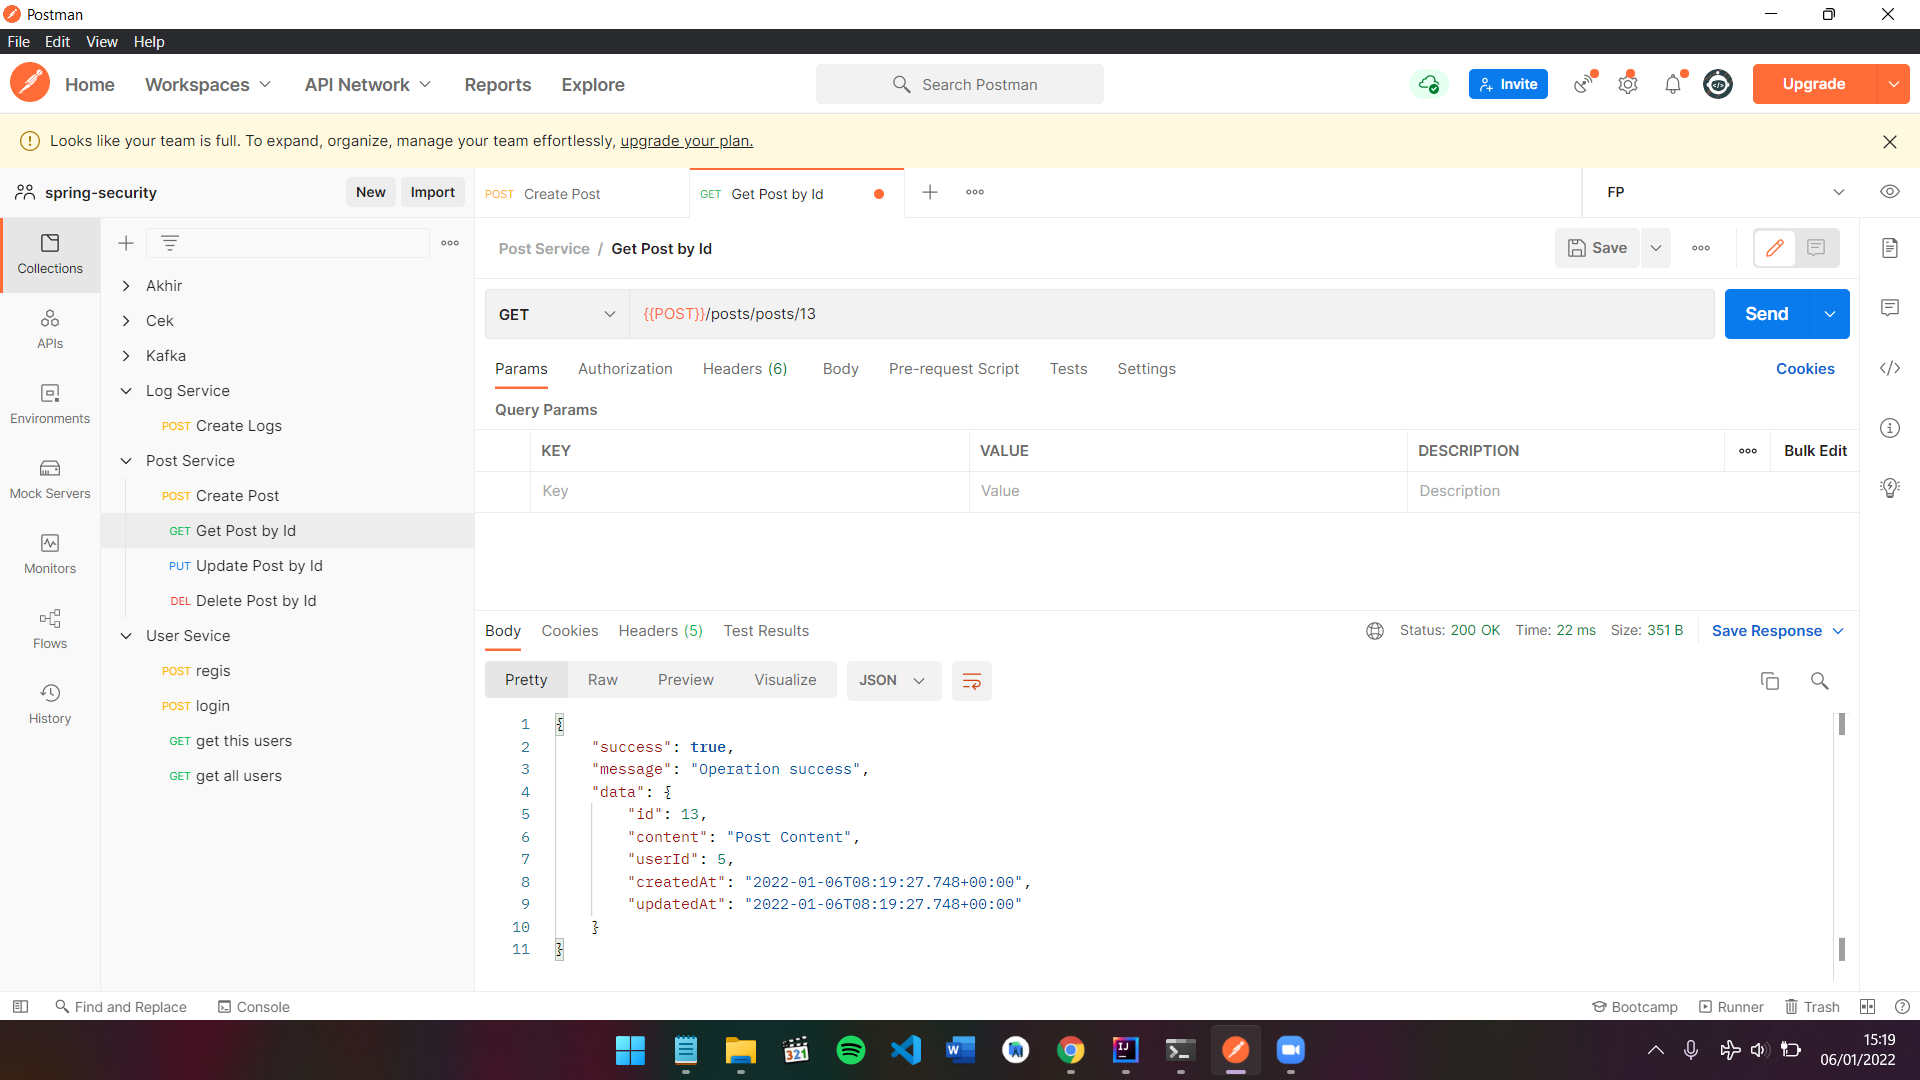 Postman
File Edit View Help
Home Workspaces API Network Reports Explore Search Postman Invite Upgrade
Looks like your team is full. To expand, organize, manage your team effortlessly, upgrade your plan.
spring-security New Import
POST Create Post GET Get Post by Id FP
Collections
APIs
Environments
Mock Servers
Monitors
Flows
History
Akhir
Cek
Kafka
Log Service
POST Create Logs
Post Service
POST Create Post
GET Get Post by Id
PUT Update Post by Id
DEL Delete Post by Id
User Sevice
POST regis
POST login
GET get this users
GET get all users
Post Service / Get Post by Id Save
GET {{POST}}/posts/posts/13 Send
Params Authorization Headers (6) Body Pre-request Script Tests Settings Cookies
Query Params
KEY VALUE DESCRIPTION Bulk Edit
Key Value Description
Body Cookies Headers (5) Test Results Status: 200 OK Time: 22 ms Size: 351 B Save Response
Pretty Raw Preview Visualize JSON
1 {
2 "success": true,
3 "message": "Operation success",
4 "data": {
5 "id": 13,
6 "content": "Post Content",
7 "userId": 5,
8 "createdAt": "2022-01-06T08:19:27.748+00:00",
9 "updatedAt": "2022-01-06T08:19:27.748+00:00"
10 }
11 }
Find and Replace Console Bootcamp Runner Trash
321 W IJ
15:19
06/01/2022